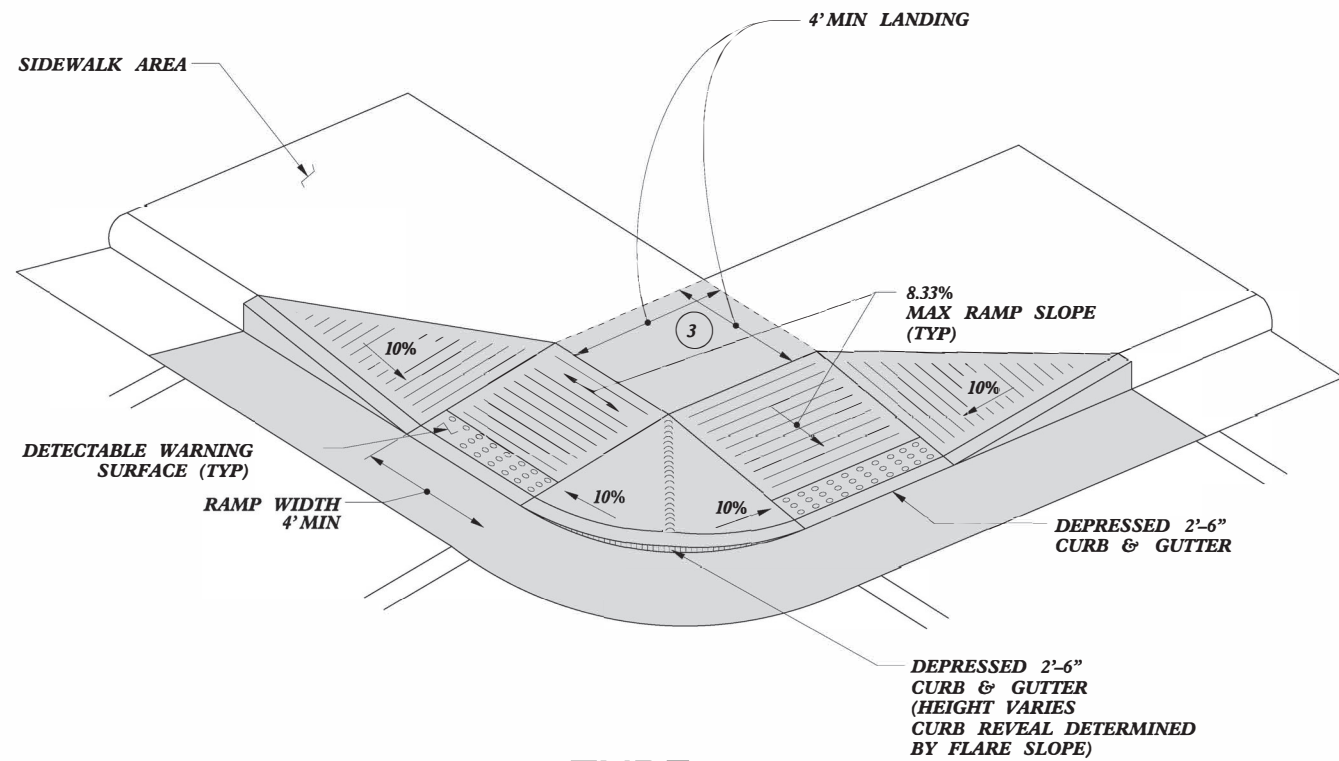 4' MIN LANDING
SIDEWALK AREA
8.33%
MAX RAMP SLOPE
(TYP)
3
10%
10%
DETECTABLE WARNING
SURFACE (TYP)
RAMP WIDTH
4' MIN
10%
10%
DEPRESSED 2'-6"
CURB & GUTTER
DEPRESSED 2'-6"
CURB & GUTTER
(HEIGHT VARIES
CURB REVEAL DETERMINED
BY FLARE SLOPE)